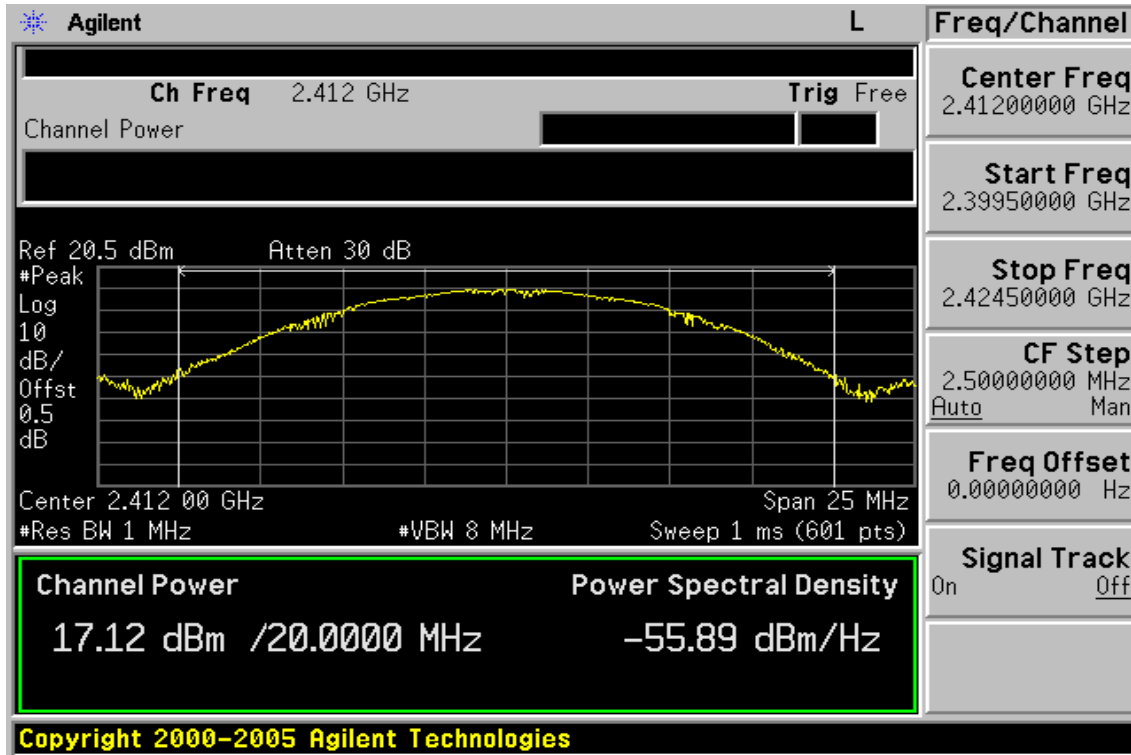 Agilent L Freq/Channel
Ch Freq 2.412 GHz Trig Free
Channel Power
Center Freq
2.41200000 GHz
Start Freq
2.39950000 GHz
Stop Freq
2.42450000 GHz
CF Step
2.50000000 MHz
Auto Man
Freq Offset
0.00000000 Hz
Signal Track
On Off
Ref 20.5 dBm Atten 30 dB
#Peak
Log
10
dB/
Offst
0.5
dB
Center 2.412 00 GHz Span 25 MHz
#Res BW 1 MHz #VBW 8 MHz Sweep 1 ms (601 pts)
Channel Power Power Spectral Density
17.12 dBm /20.0000 MHz -55.89 dBm/Hz
Copyright 2000-2005 Agilent Technologies